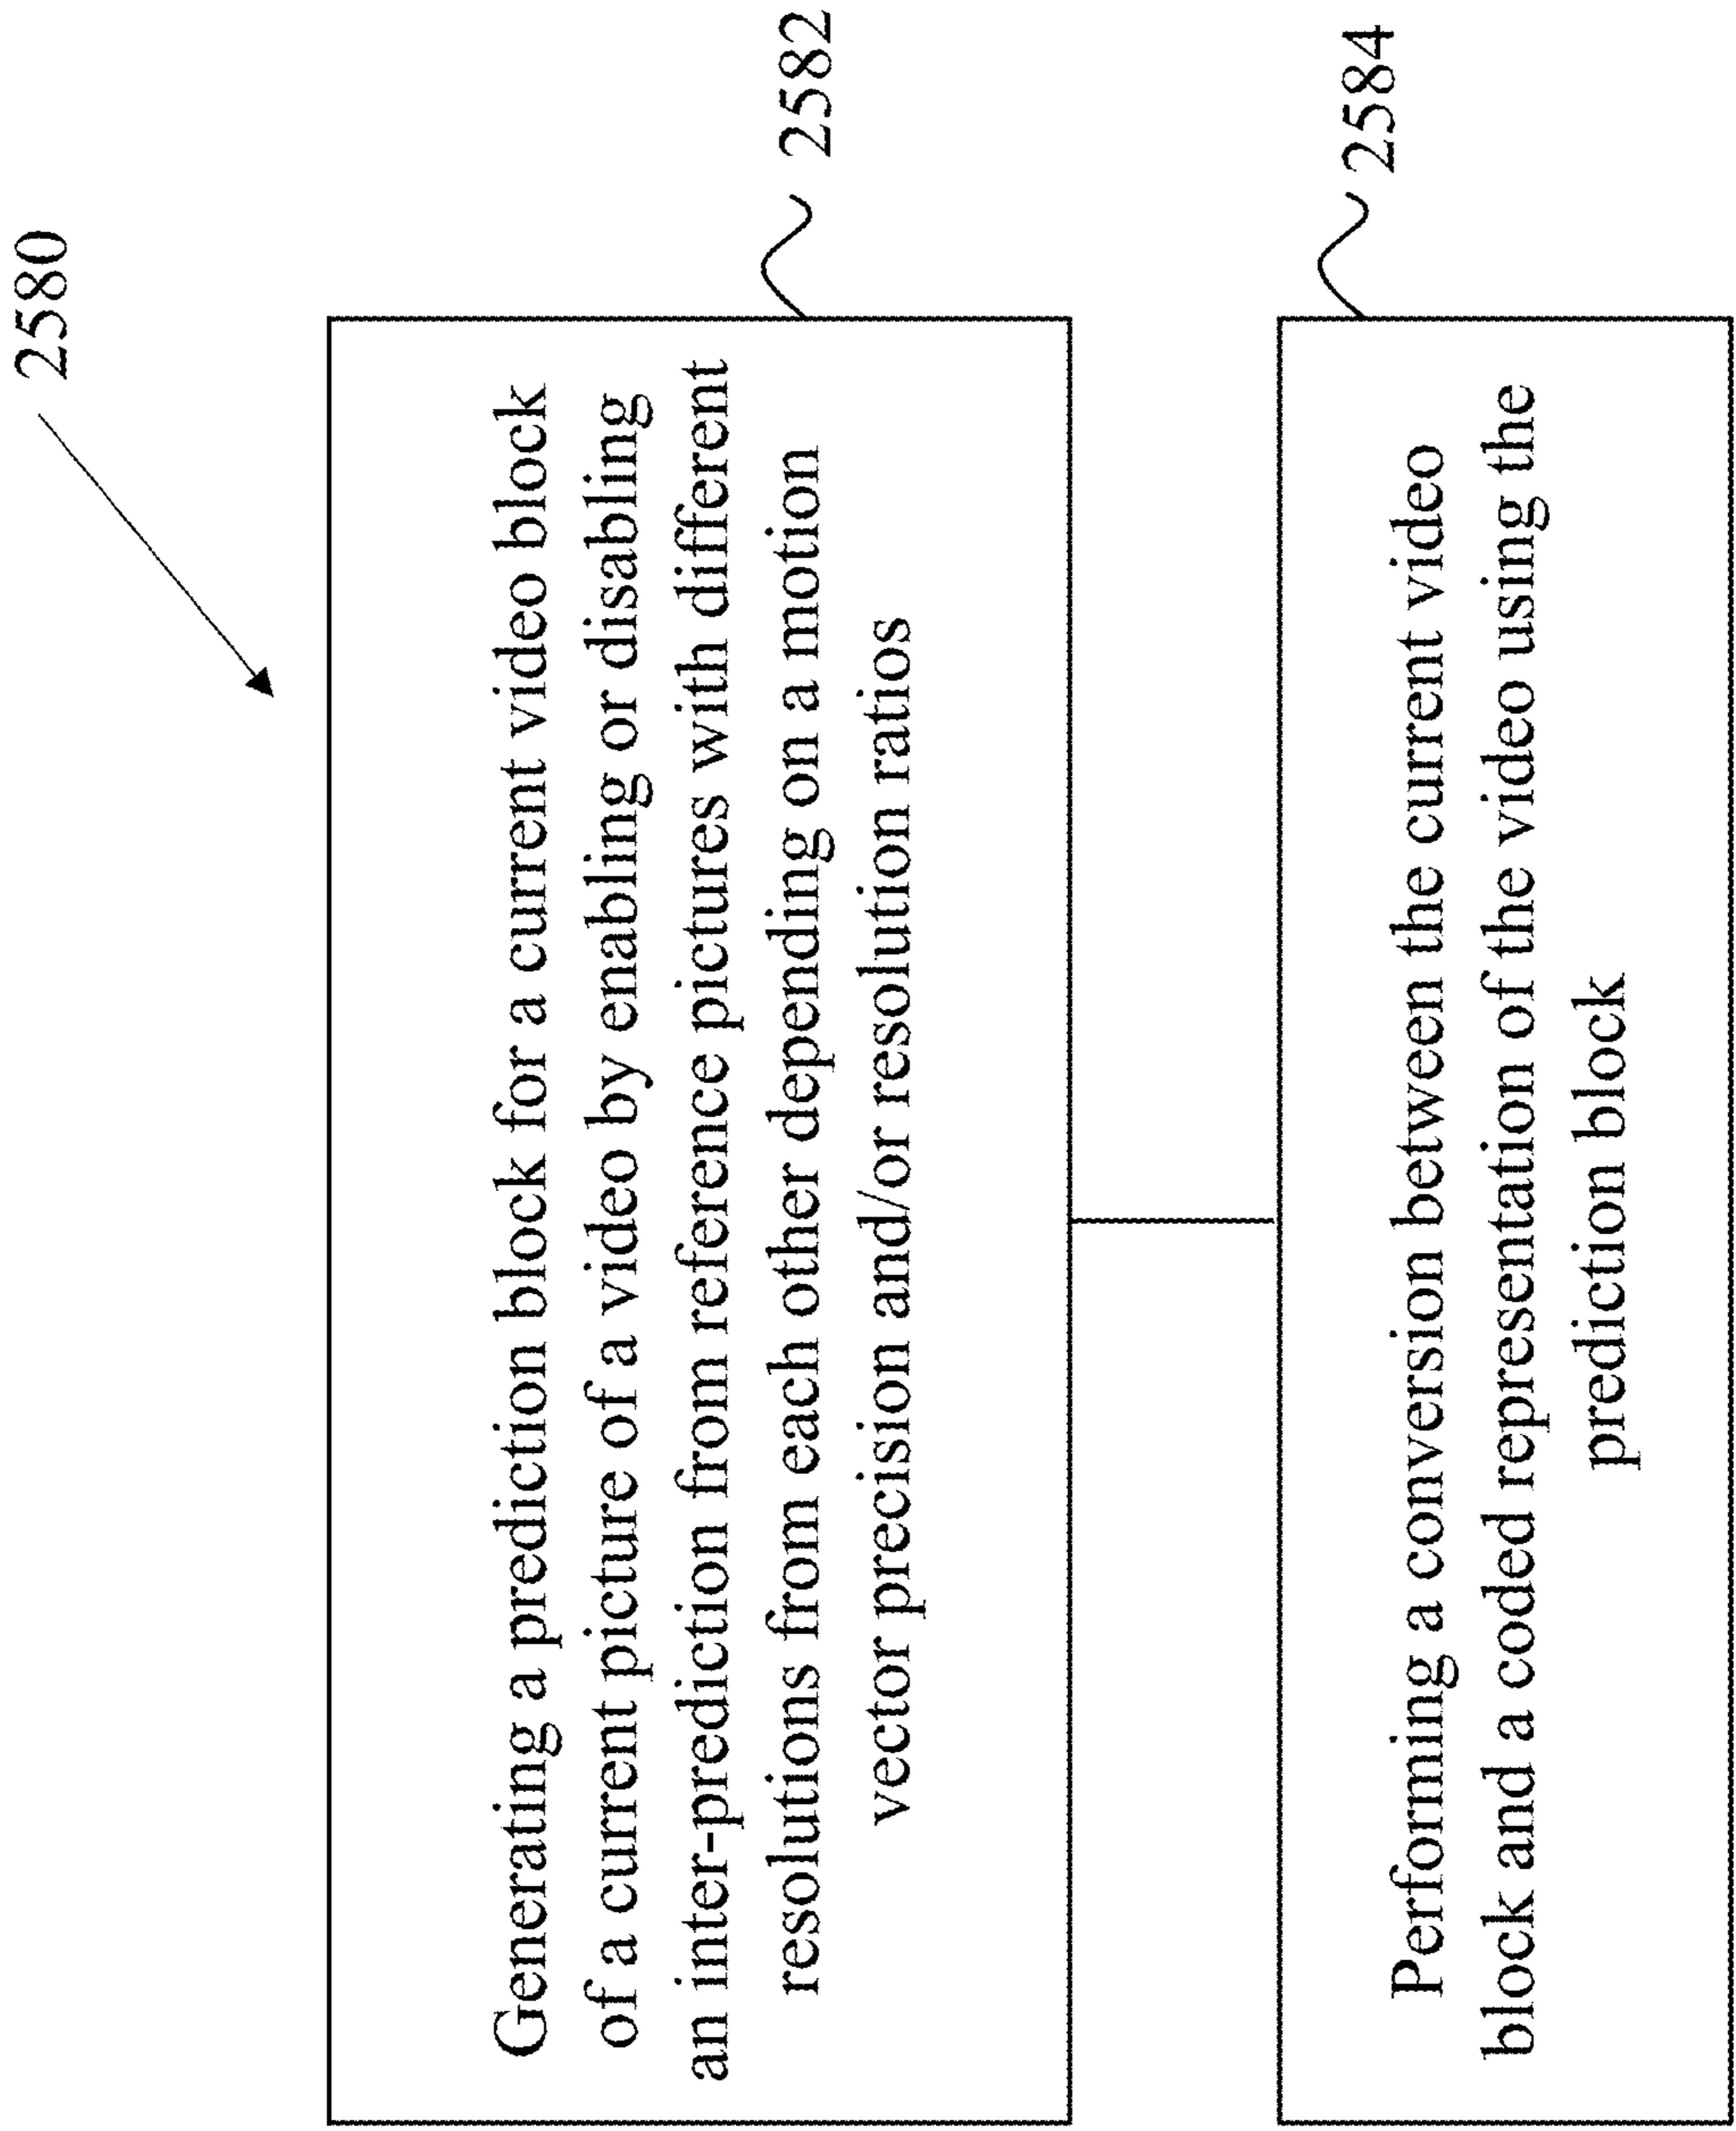 2580
Generating a prediction block for a current video block
of a current picture of a video by enabling or disabling
an inter-prediction from reference pictures with different
resolutions from each other depending on a motion
vector precision and/or resolution ratios
2582
Performing a conversion between the current video
block and a coded representation of the video using the
prediction block
2584